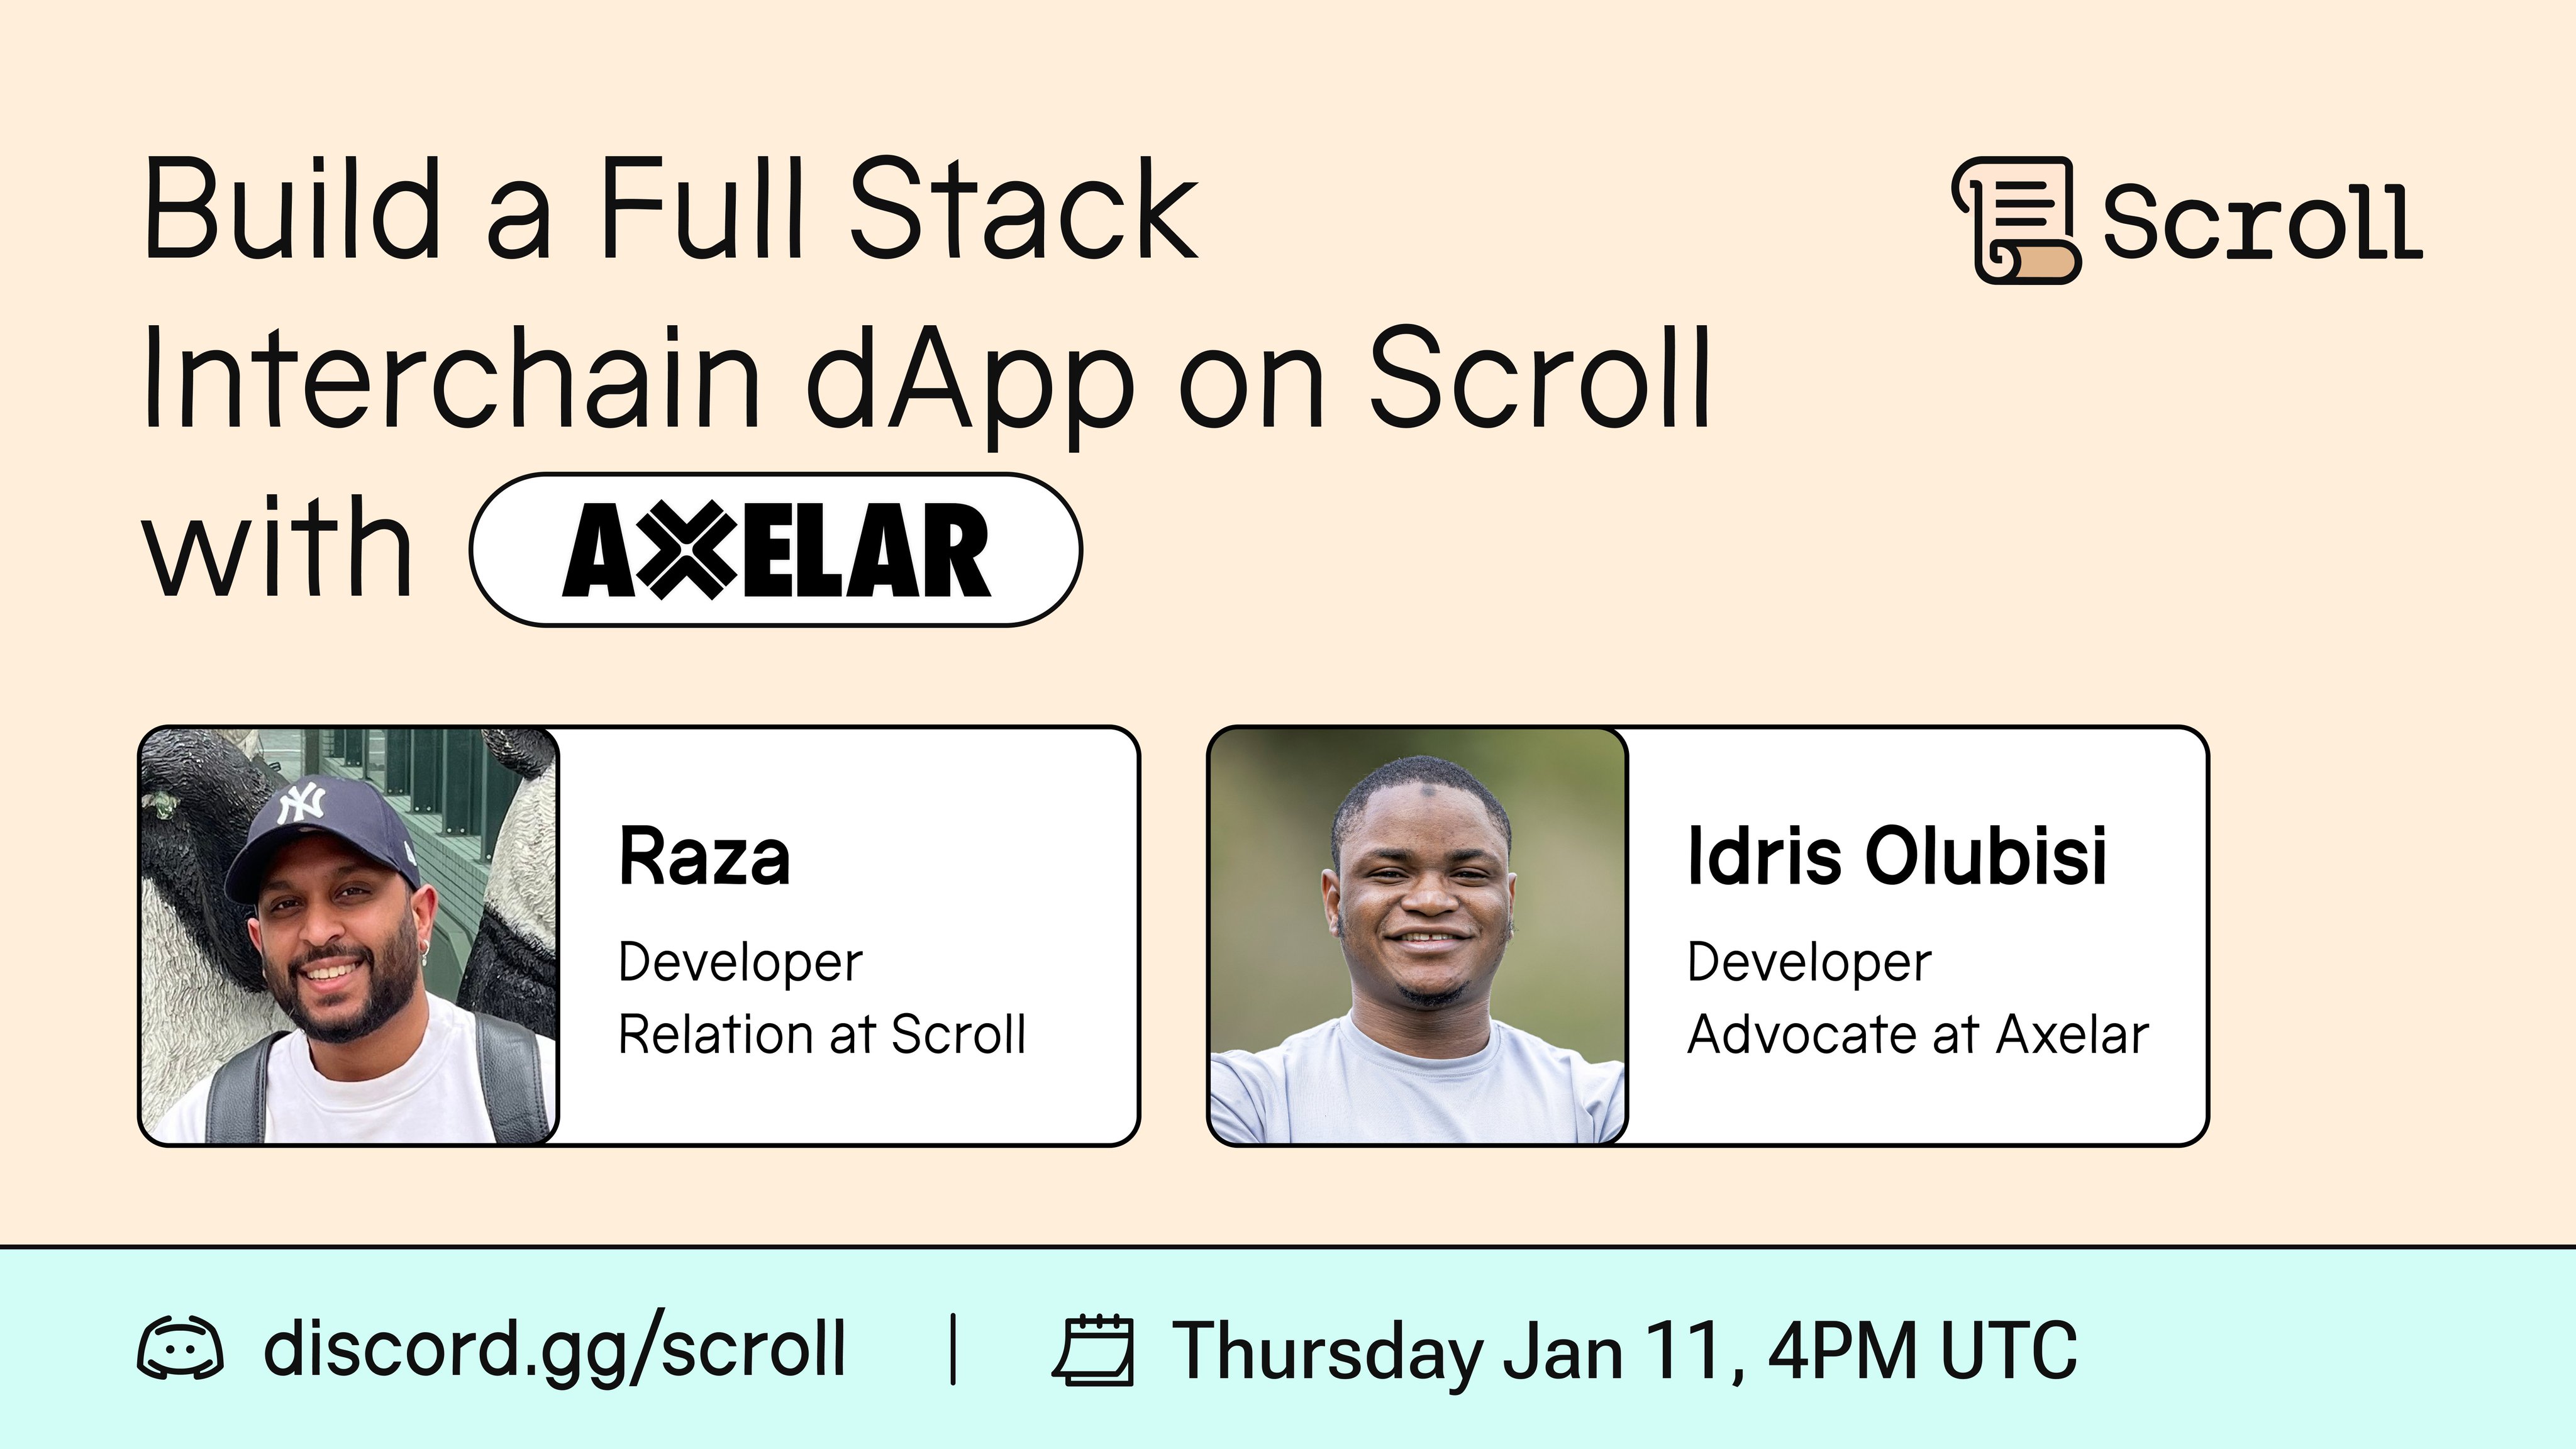 Build a Full Stack
Interchain dApp on Scroll
with AXELAR
Scroll
NY
Raza
Developer
Relation at Scroll
Idris Olubisi
Developer
Advocate at Axelar
discord.gg/scroll | Thursday Jan 11, 4PM UTC